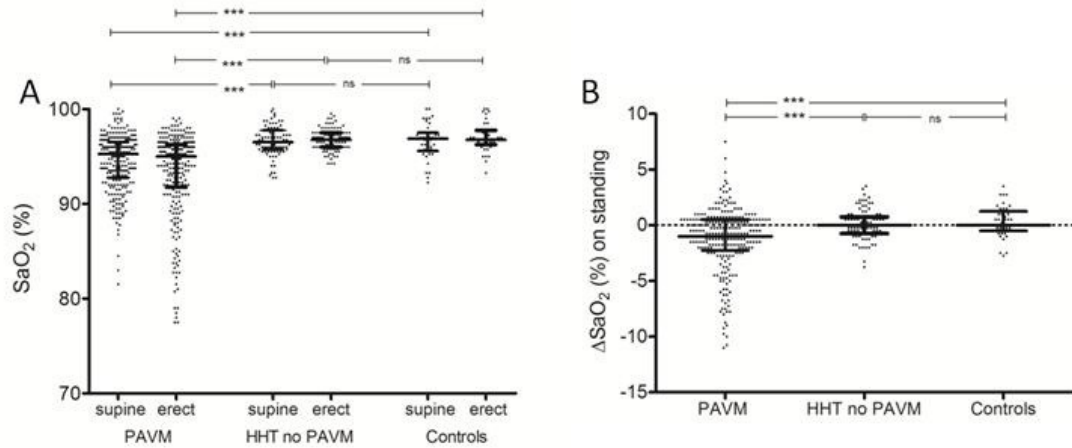 A
***
***
***
ns
***
ns
SaO2 (%)
100
90
80
70
supine erect supine erect supine erect
PAVM HHT no PAVM Controls
B
***
***
ns
ΔSaO2 (%) on standing
10
5
0
-5
-10
-15
PAVM HHT no PAVM Controls